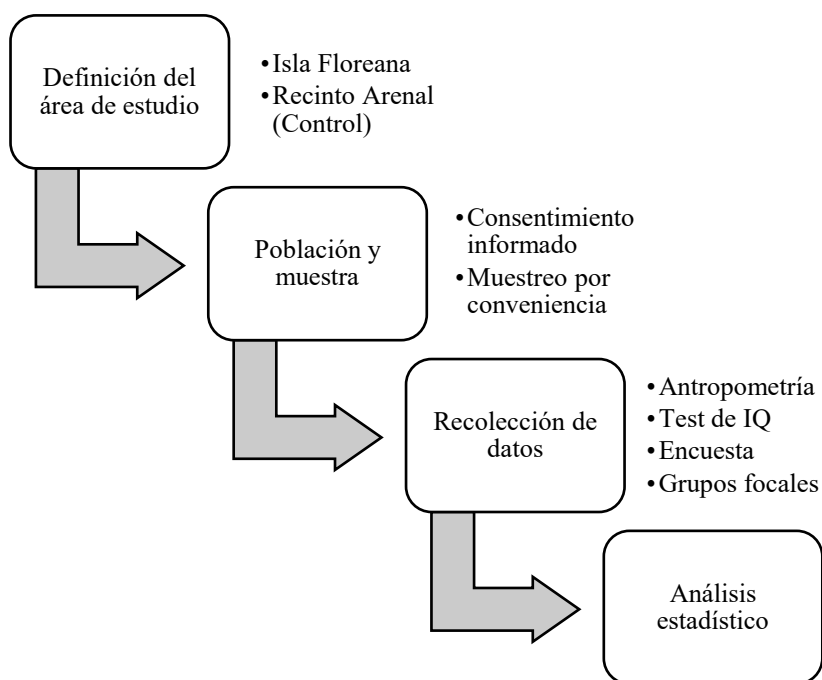 Definición del
área de estudio
•Isla Floreana
•Recinto Arenal
(Control)
Población y
muestra
•Consentimiento
informado
•Muestreo por
conveniencia
Recolección de
datos
•Antropometría
•Test de IQ
•Encuesta
•Grupos focales
Análisis
estadístico